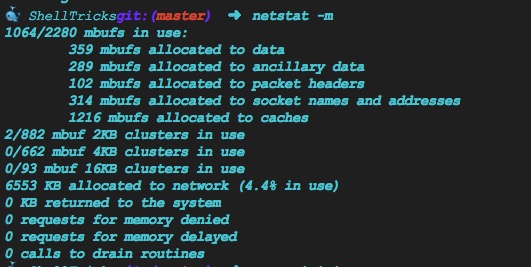 ShellTricksgit:(master) ➜ netstat -m
1064/2280 mbufs in use:
359 mbufs allocated to data
289 mbufs allocated to ancillary data
102 mbufs allocated to packet headers
314 mbufs allocated to socket names and addresses
1216 mbufs allocated to caches
2/882 mbuf 2KB clusters in use
0/662 mbuf 4KB clusters in use
0/93 mbuf 16KB clusters in use
6553 KB allocated to network (4.4% in use)
0 KB returned to the system
0 requests for memory denied
0 requests for memory delayed
0 calls to drain routines